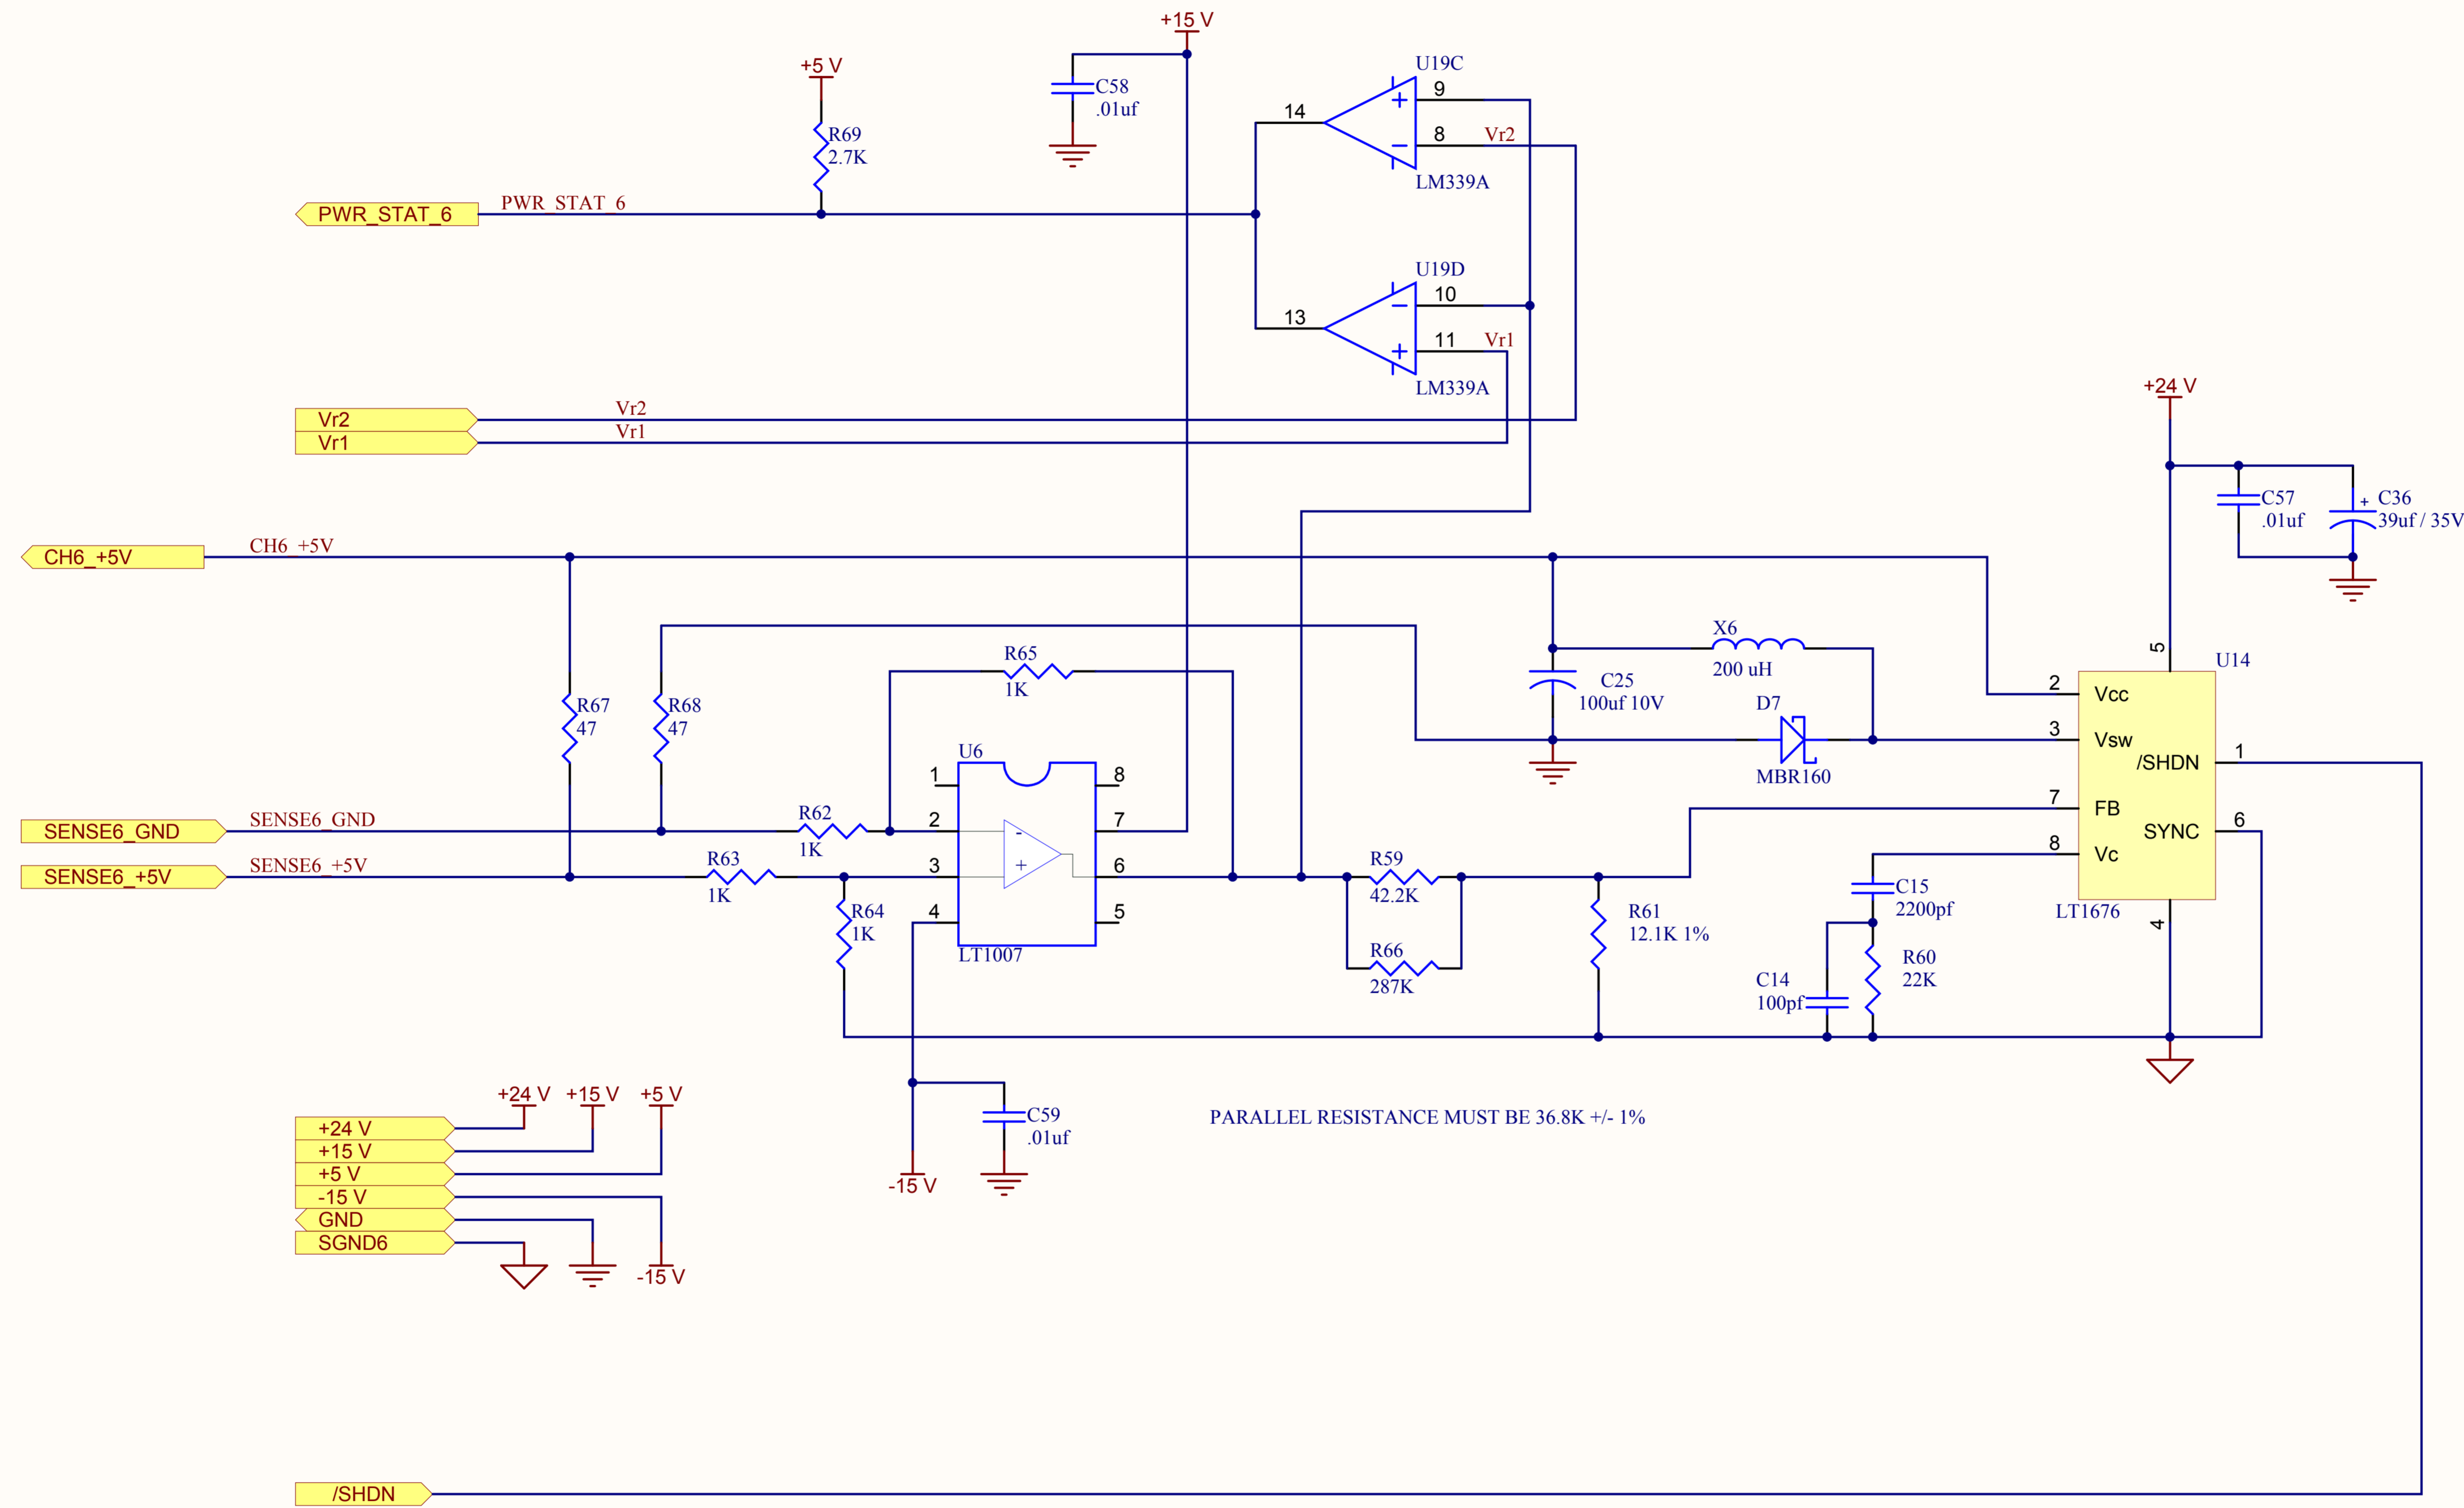 +15 V
+5 V
C58
.01uf
R69
2.7K
U19C
9
14
8
Vr2
LM339A
PWR_STAT_6
PWR_STAT_6
U19D
10
13
11
Vr1
LM339A
+24 V
Vr2
Vr2
Vr1
Vr1
C57
.01uf
+
C36
39uf / 35V
CH6_+5V
CH6_+5V
X6
200 uH
R65
1K
5
U14
C25
100uf 10V
2
Vcc
R67
47
R68
47
D7
MBR160
3
Vsw
/SHDN
1
U6
1
8
7
FB
SYNC
6
SENSE6_GND
SENSE6_GND
R62
1K
2
-
7
8
Vc
SENSE6_+5V
SENSE6_+5V
R63
1K
3
+
6
R59
42.2K
C15
2200pf
LT1676
4
R64
1K
4
5
LT1007
R61
12.1K 1%
R66
287K
R60
22K
C14
100pf
+24 V
+15 V
+5 V
C59
.01uf
PARALLEL RESISTANCE MUST BE 36.8K +/- 1%
-15 V
+24 V
+15 V
+5 V
-15 V
GND
SGND6
-15 V
/SHDN